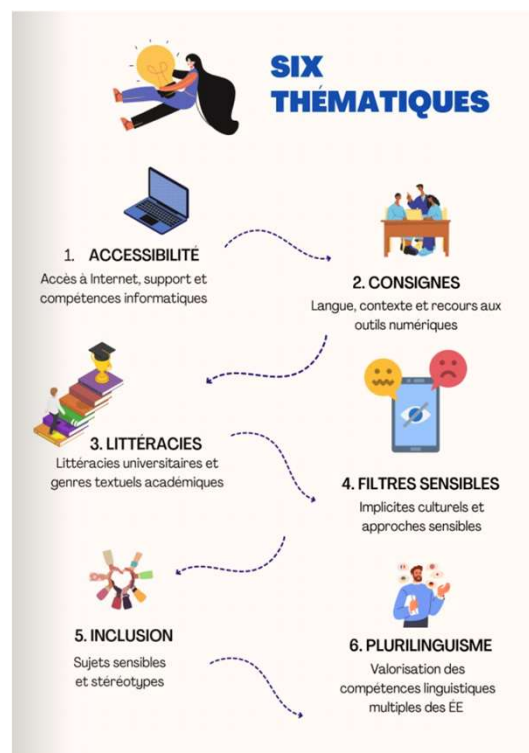 SIX
THÉMATIQUES
1. ACCESSIBILITÉ
Accès à Internet, support et
compétences informatiques
2. CONSIGNES
Langue, contexte et recours aux
outils numériques
3. LITTÉRACIES
Littéracies universitaires et
genres textuels académiques
4. FILTRES SENSIBLES
Implicites culturels et
approches sensibles
5. INCLUSION
Sujets sensibles
et stéréotypes
6. PLURILINGUISME
Valorisation des
compétences linguistiques
multiples des ÉE